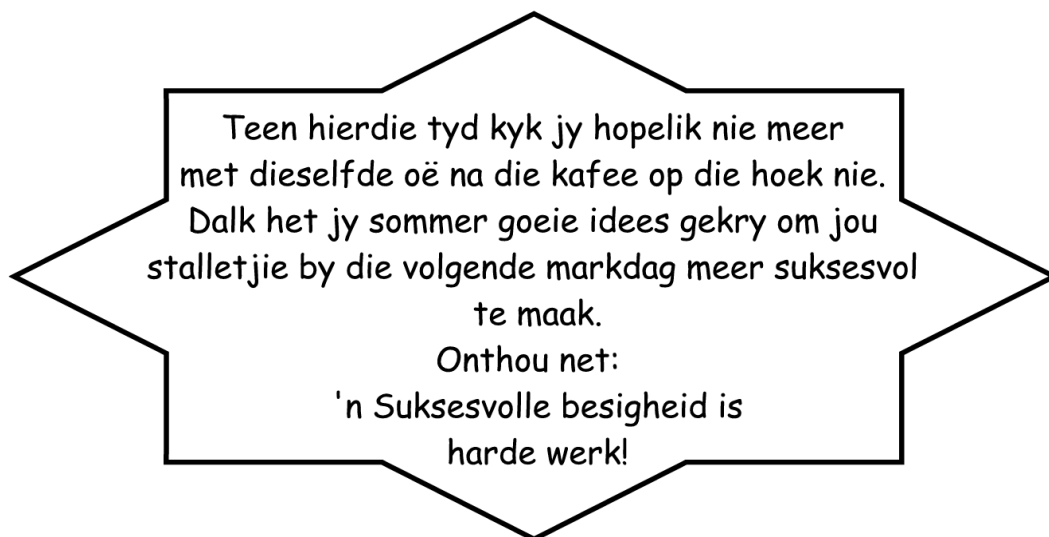 Teen hierdie tyd kyk jy hopelik nie meer
met dieselfde oë na die kafee op die hoek nie.
Dalk het jy sommer goeie idees gekry om jou
stalletjie by die volgende markdag meer suksesvol
te maak.
Onthou net:
'n Suksesvolle besigheid is
harde werk!